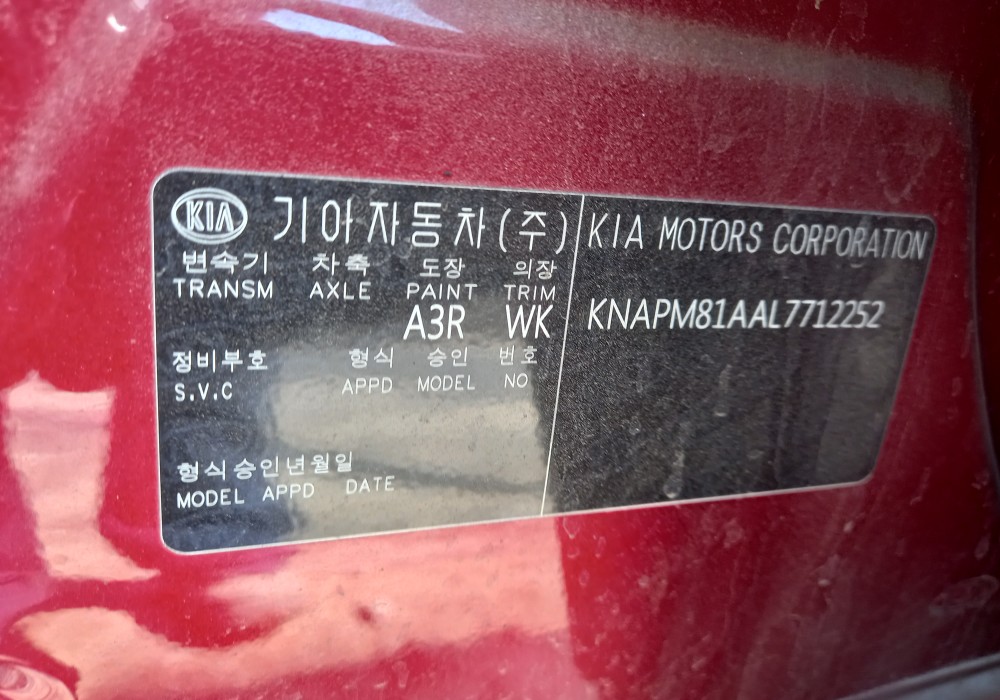 KIA 기아자동차(주) KIA MOTORS CORPORATION
변속기 차축 도장 의장
TRANSM AXLE PAINT TRIM
A3R WK KNAPM81AAL7712252
정비부호 형식 승인 번호
S.V.C APPD MODEL NO
형식승인년월일
MODEL APPD DATE